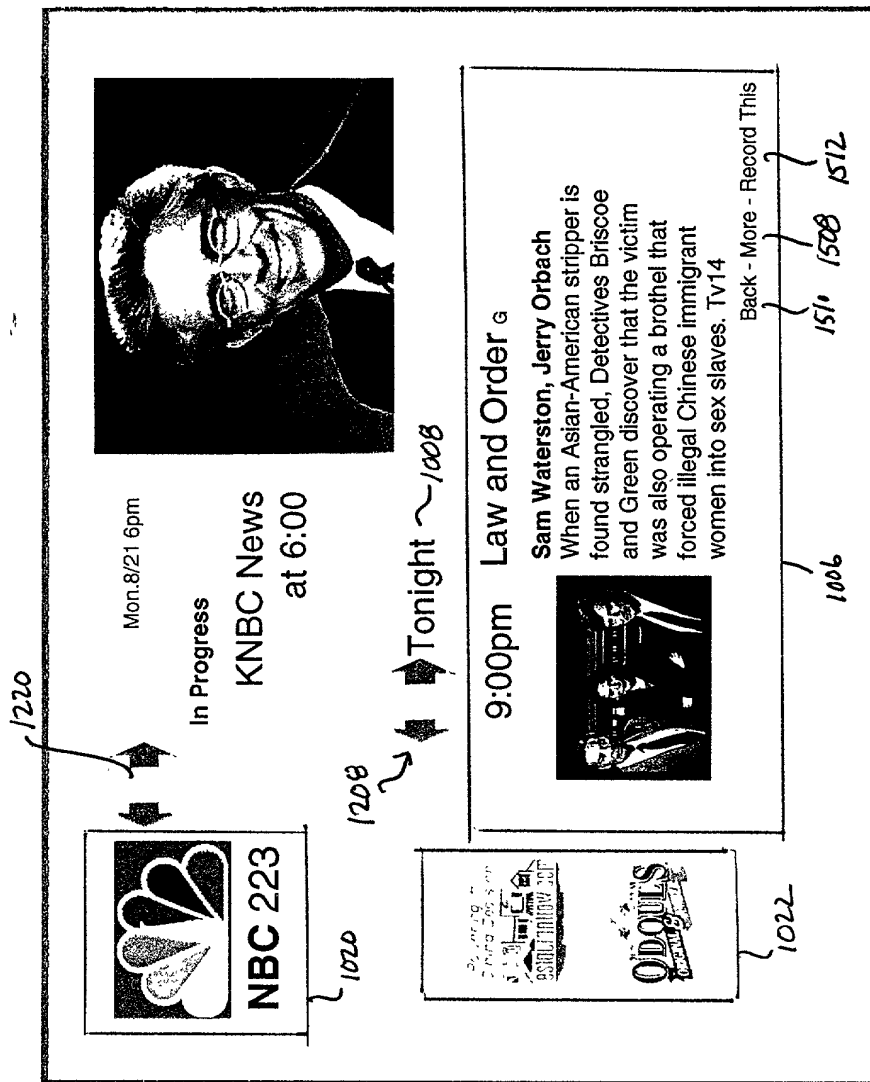 1220
Mon.8/21 6pm
In Progress
KNBC News
at 6:00
NBC 223
1020
1208
Tonight
1008
9:00pm
Law and Order G
Sam Waterston, Jerry Orbach
When an Asian-American stripper is
found strangled, Detectives Briscoe
and Green discover that the victim
was also operating a brothel that
forced illegal Chinese immigrant
women into sex slaves. Tv14
Back - More - Record This
1510
1508
1512
1006
O'DOULS
1022